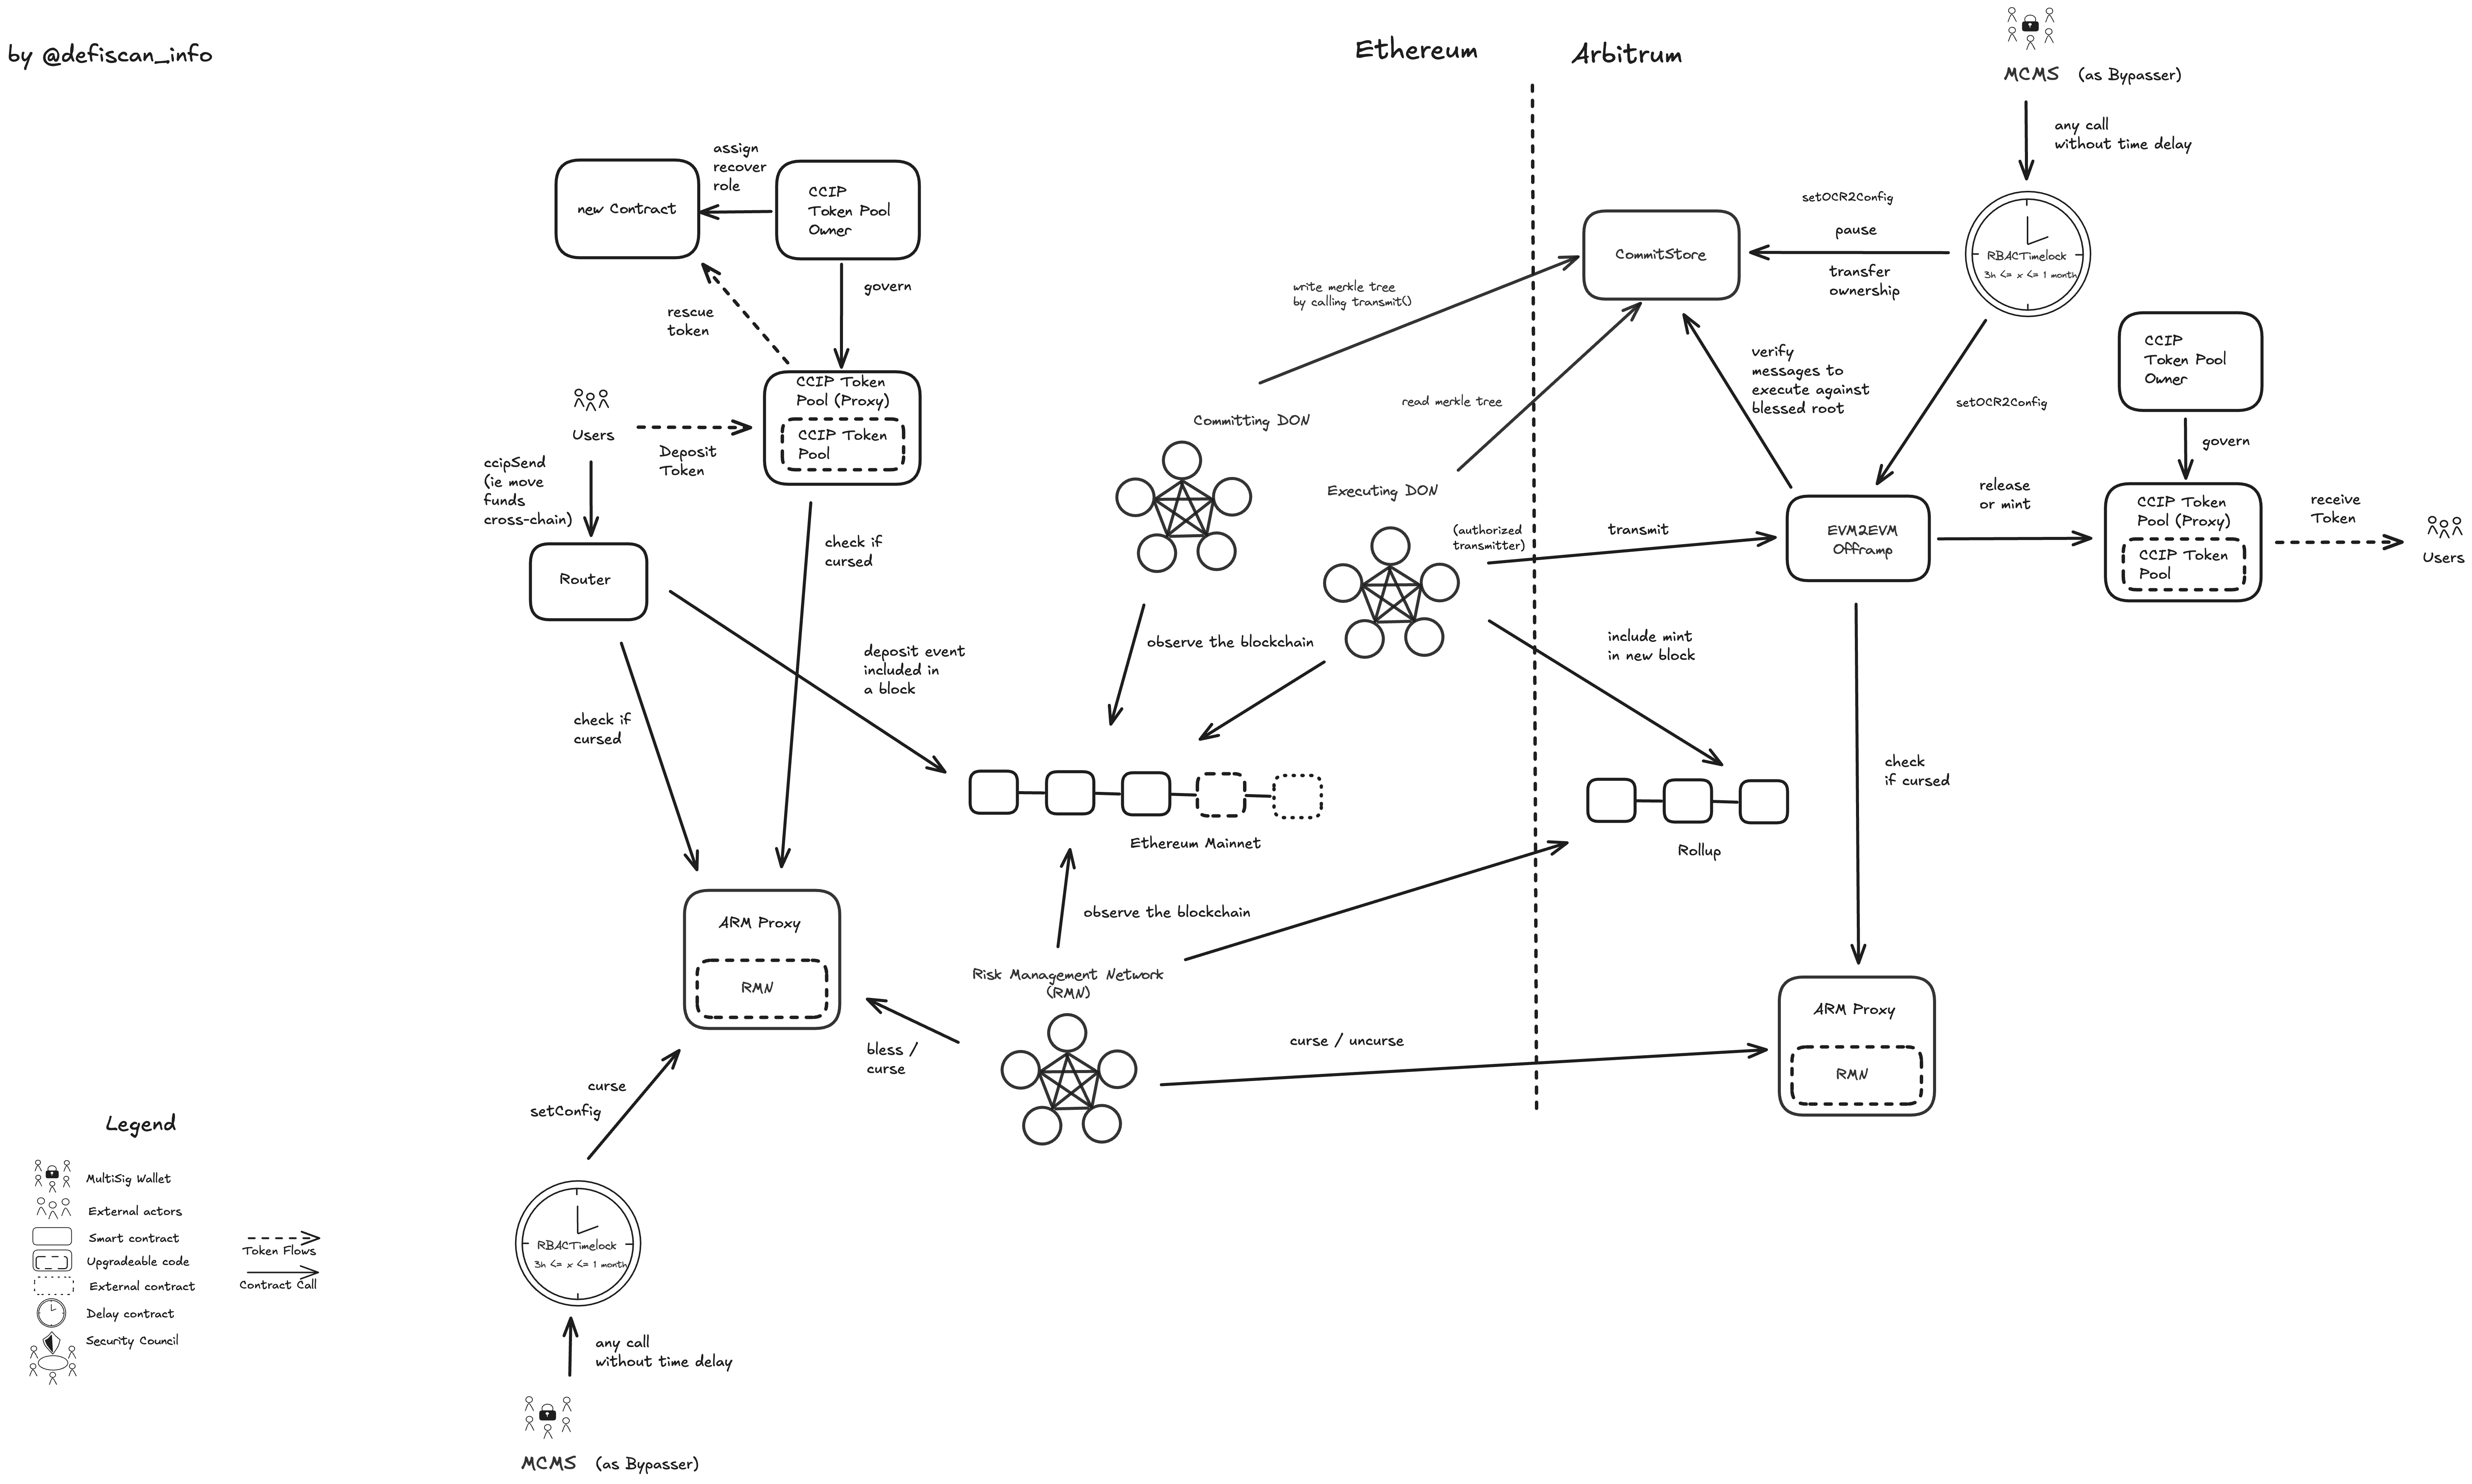 by @defiscan_info
Ethereum
Arbitrum
MCMS (as Bypasser)
any call
without time delay
assign
recover
role
new Contract
CCIP
Token Pool
Owner
govern
rescue
token
CCIP Token
Pool (Proxy)
CCIP Token
Pool
Users
Deposit
Token
ccipSend
(ie move
funds
cross-chain)
Router
check if
cursed
check if
cursed
deposit event
included in
a block
write merkle tree
by calling transmit()
read merkle tree
Committing DON
Executing DON
(authorized
transmitter)
transmit
observe the blockchain
include mint
in new block
CommitStore
setOCR2Config
pause
transfer
ownership
RBACTimelock
3h <= x <= 1 month
verify
messages to
execute against
blessed root
setOCR2Config
CCIP
Token Pool
Owner
govern
EVM2EVM
Offramp
release
or mint
CCIP Token
Pool (Proxy)
CCIP Token
Pool
receive
Token
Users
check
if cursed
Ethereum Mainnet
Rollup
observe the blockchain
Risk Management Network
(RMN)
ARM Proxy
RMN
bless /
curse
curse / uncurse
ARM Proxy
RMN
curse
setConfig
RBACTimelock
3h <= x <= 1 month
any call
without time delay
MCMS (as Bypasser)
Legend
MultiSig Wallet
External actors
Smart contract
Upgradeable code
External contract
Delay contract
Security Council
Token Flows
Contract Call